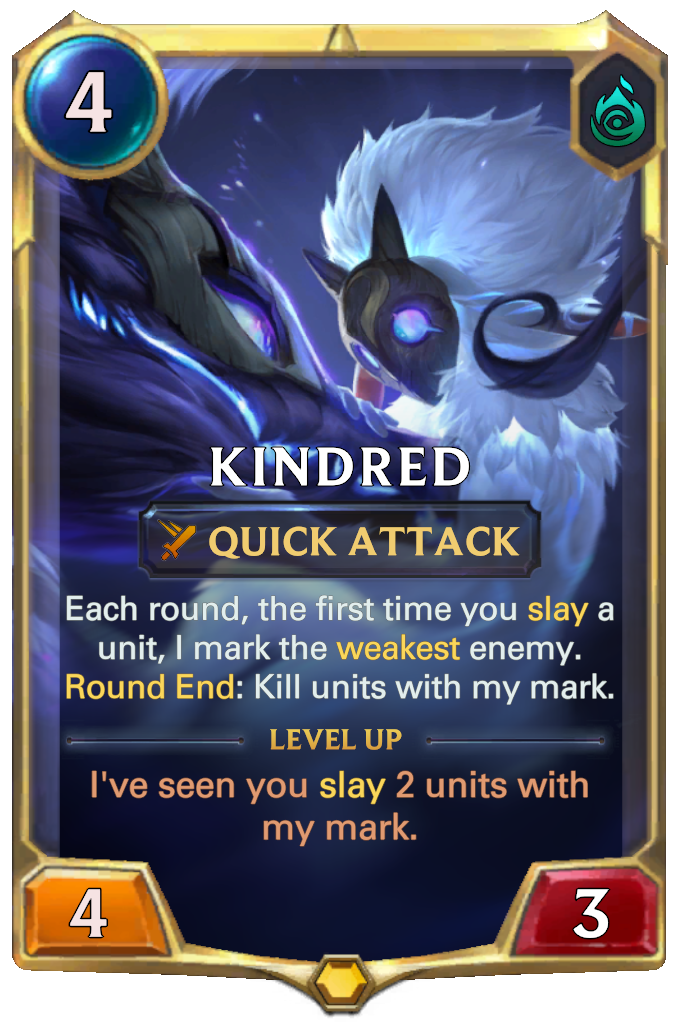 4
KINDRED
QUICK ATTACK
Each round, the first time you slay a
unit, I mark the weakest enemy.
Round End: Kill units with my mark.
LEVEL UP
I've seen you slay 2 units with
my mark.
4
3